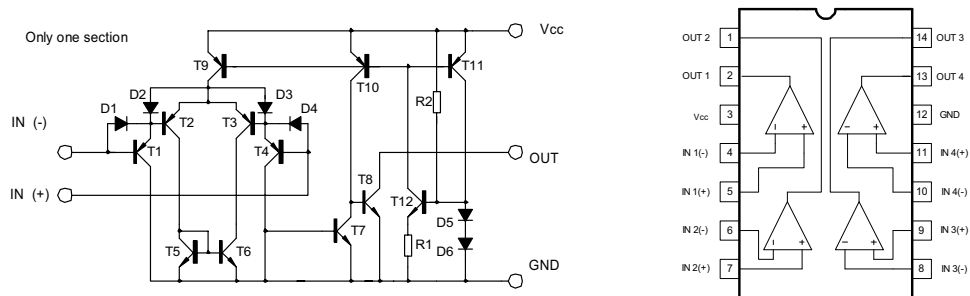 Only one section
Vcc
T9
T10
T11
D2
D3
D1
D4
R2
T2
T3
IN (-)
T1
T4
OUT
IN (+)
T8
T12
D5
T7
T5
T6
R1
D6
GND
OUT 2
1
14
OUT 3
OUT 1
2
13
OUT 4
Vcc
3
12
GND
IN 1(-)
4
11
IN 4(+)
IN 1(+)
5
10
IN 4(-)
IN 2(-)
6
9
IN 3(+)
IN 2(+)
7
8
IN 3(-)
- +
- +
- +
- +